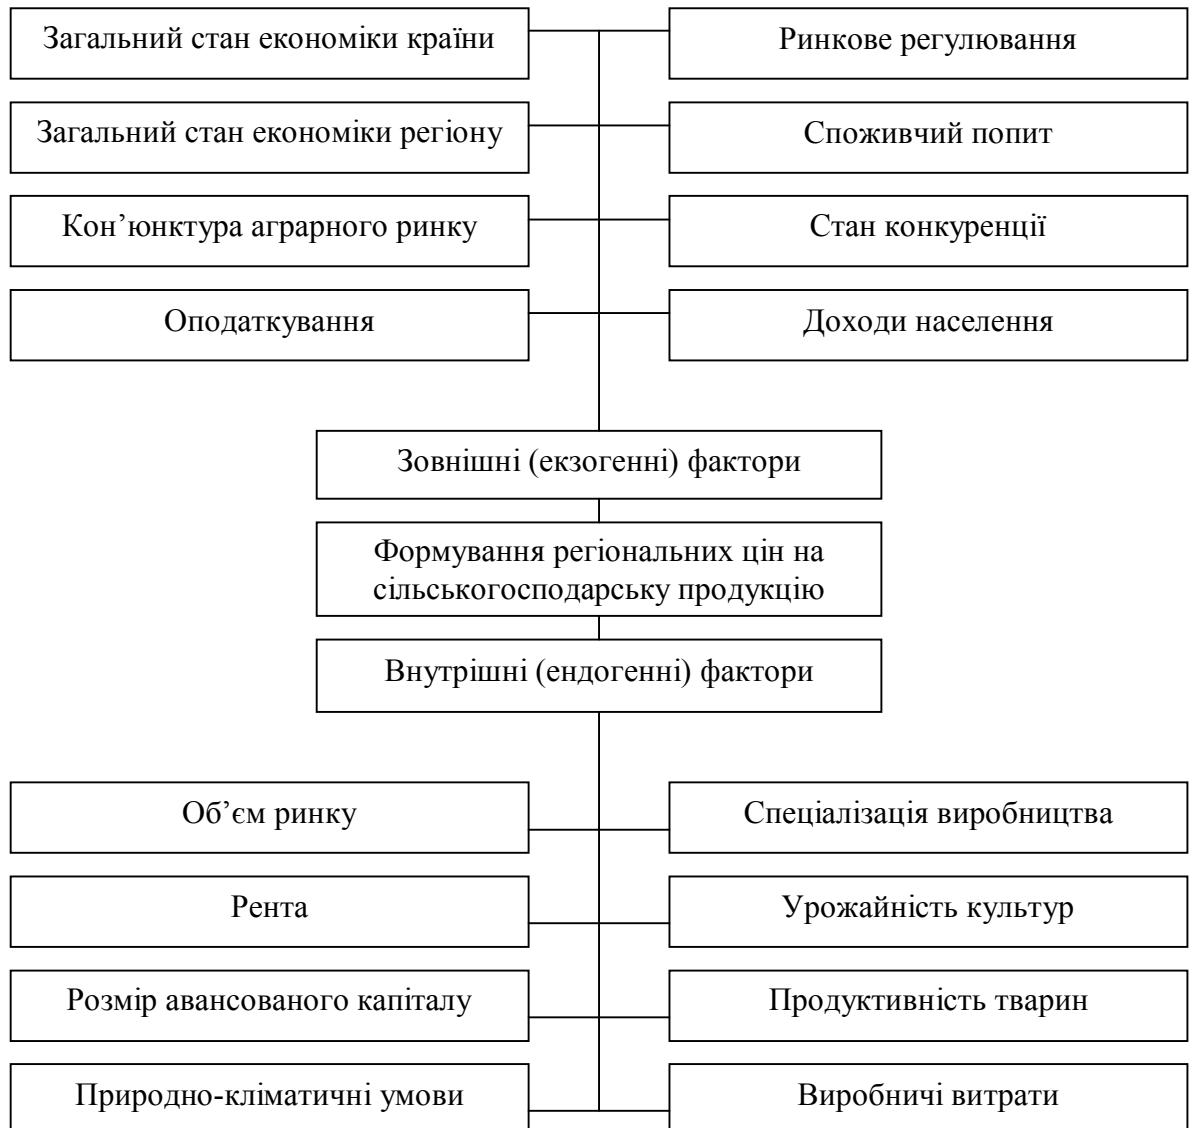 Загальний стан економіки країни
Ринкове регулювання
Загальний стан економіки регіону
Споживчий попит
Кон’юнктура аграрного ринку
Стан конкуренції
Оподаткування
Доходи населення
Зовнішні (екзогенні) фактори
Формування регіональних цін на
сільськогосподарську продукцію
Внутрішні (ендогенні) фактори
Об’єм ринку
Спеціалізація виробництва
Рента
Урожайність культур
Розмір авансованого капіталу
Продуктивність тварин
Природно-кліматичні умови
Виробничі витрати